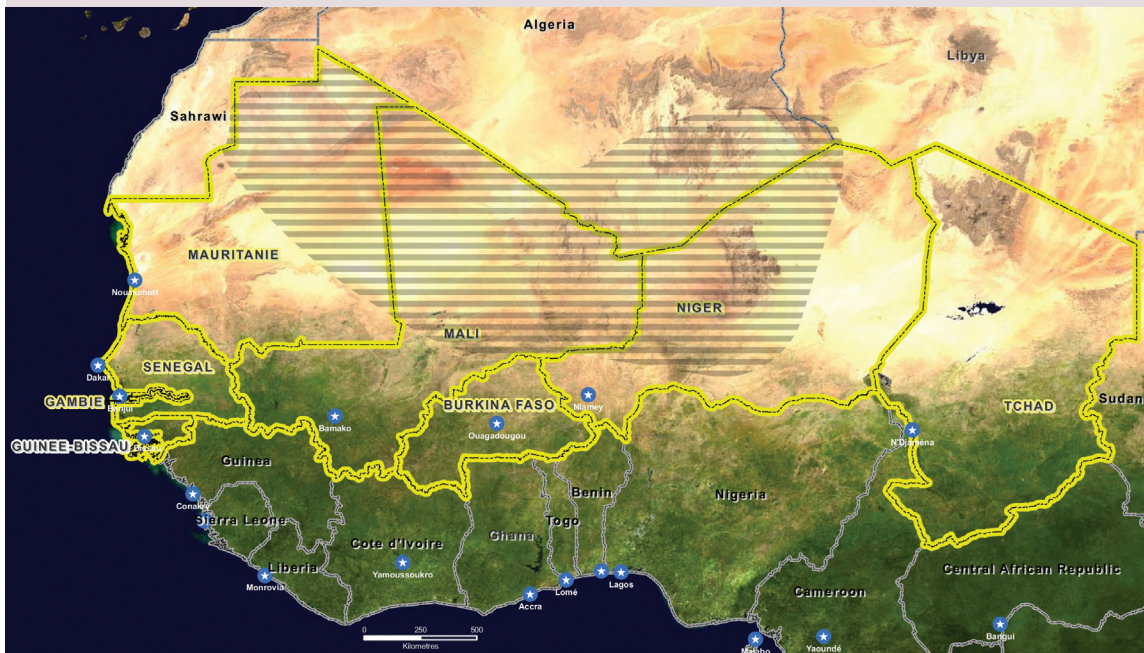 Algeria
Libya
Sahrawi
MAURITANIE
Nouakchott
NIGER
MALI
SENEGAL
Dakar
GAMBIE
Banjul
BURKINA FASO
Niamey
TCHAD
Sudan
Bamako
Ouagadougou
N'Djamena
GUINEE-BISSAU
Bissau
Guinea
Benin
Nigeria
Conakry
Sierra Leone
Togo
Ghana
Cote d'Ivoire
Yamoussoukro
Liberia
Monrovia
Lomé
Lagos
Accra
Central African Republic
Cameroon
Bangui
Malabo
Yaoundé
0 250 500
Kilometres